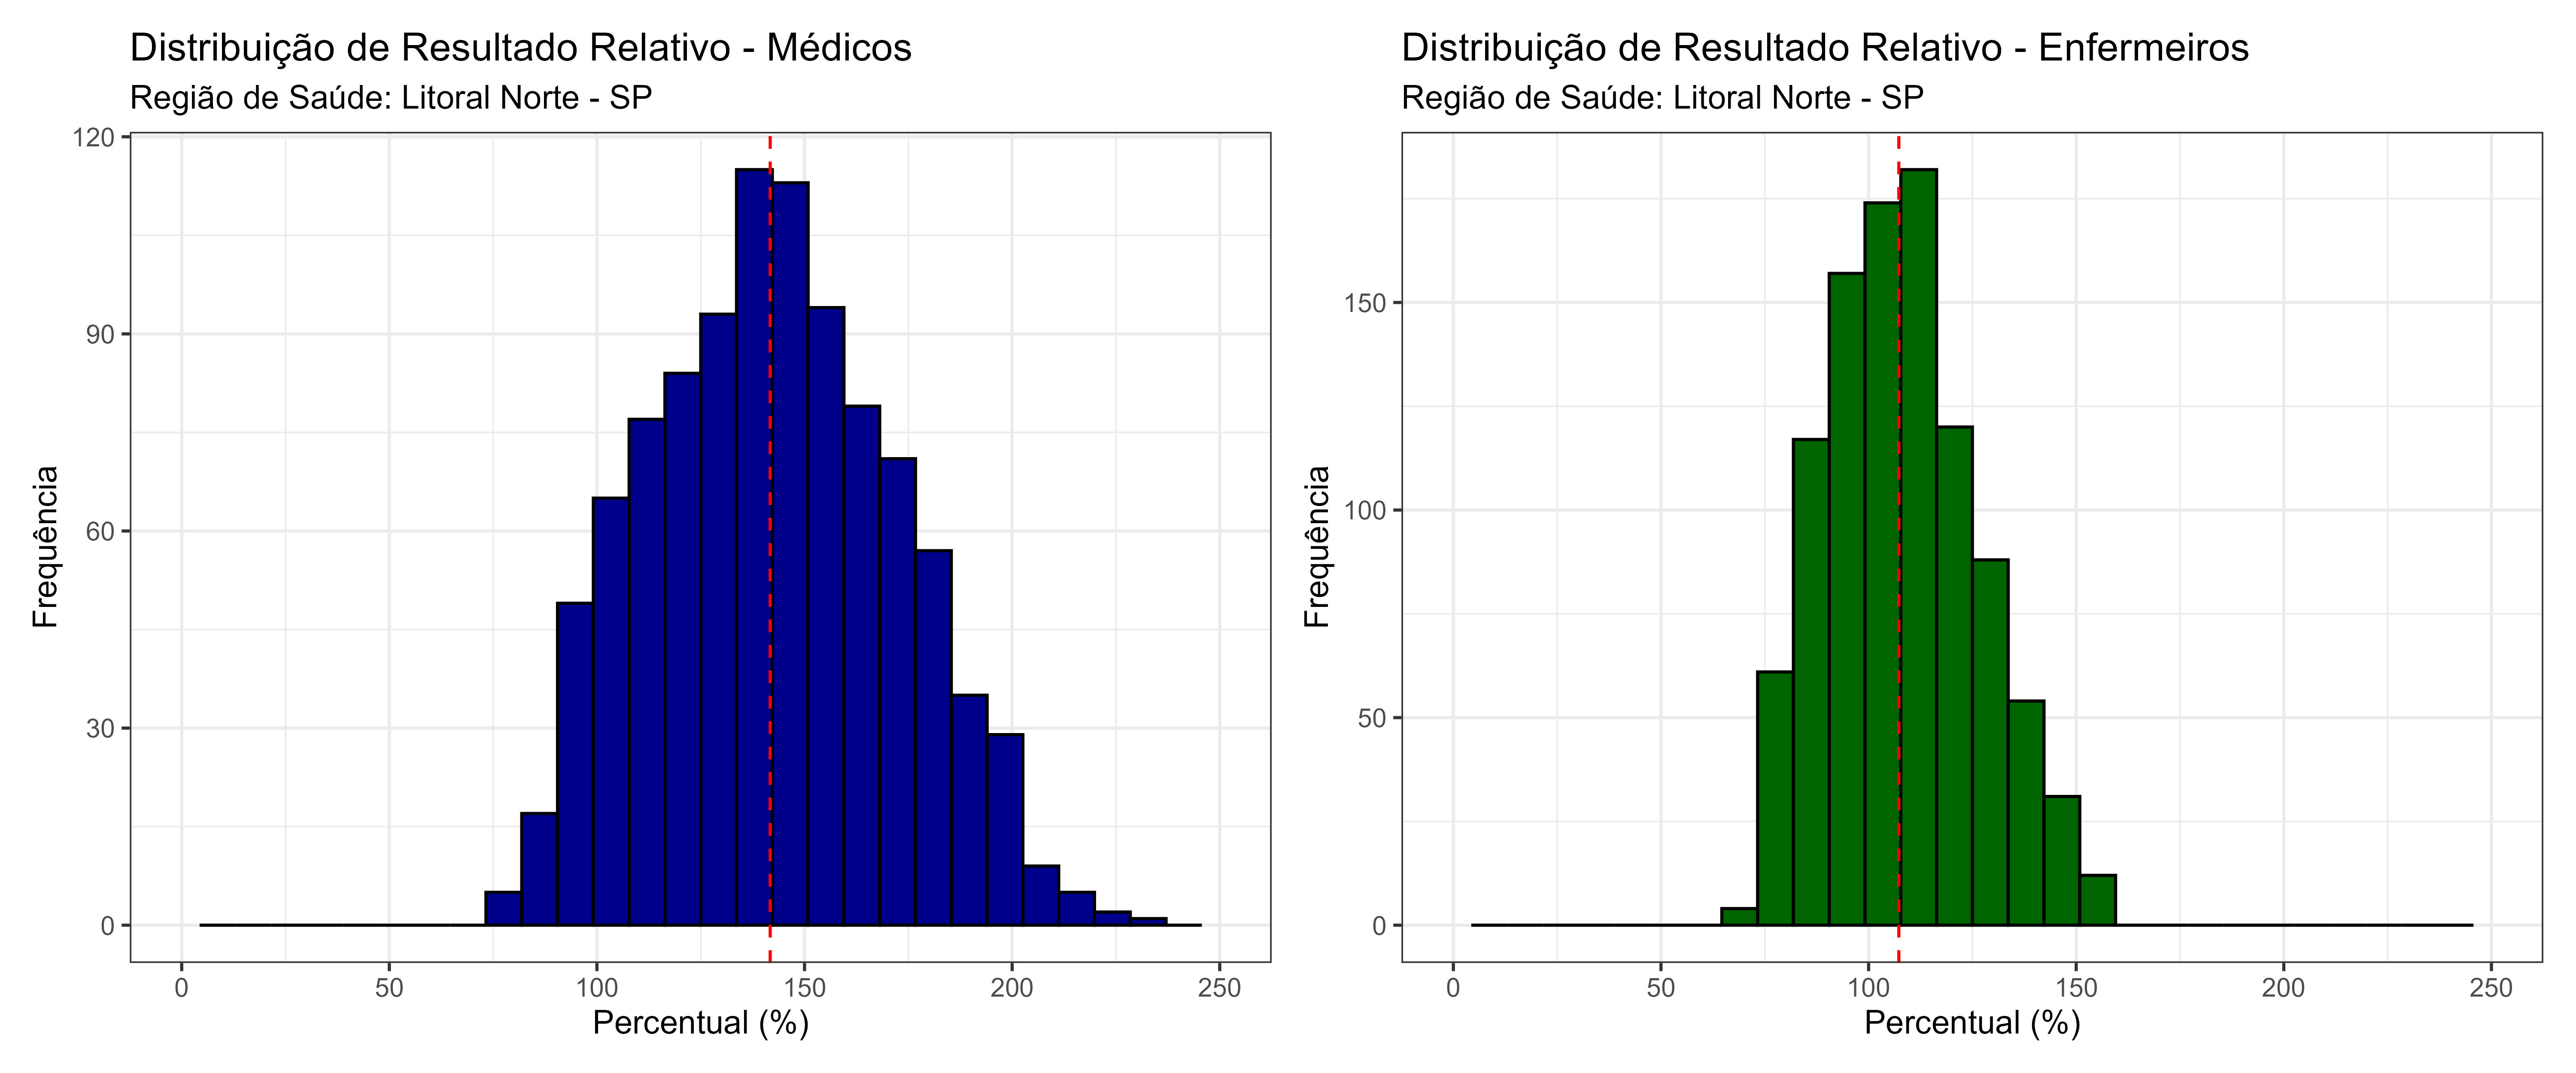 Distribuição de Resultado Relativo - Médicos
Região de Saúde: Litoral Norte - SP
120
90
60
30
0
Frequência
0 50 100 150 200 250
Percentual (%)
Distribuição de Resultado Relativo - Enfermeiros
Região de Saúde: Litoral Norte - SP
150
100
50
0
Frequência
0 50 100 150 200 250
Percentual (%)